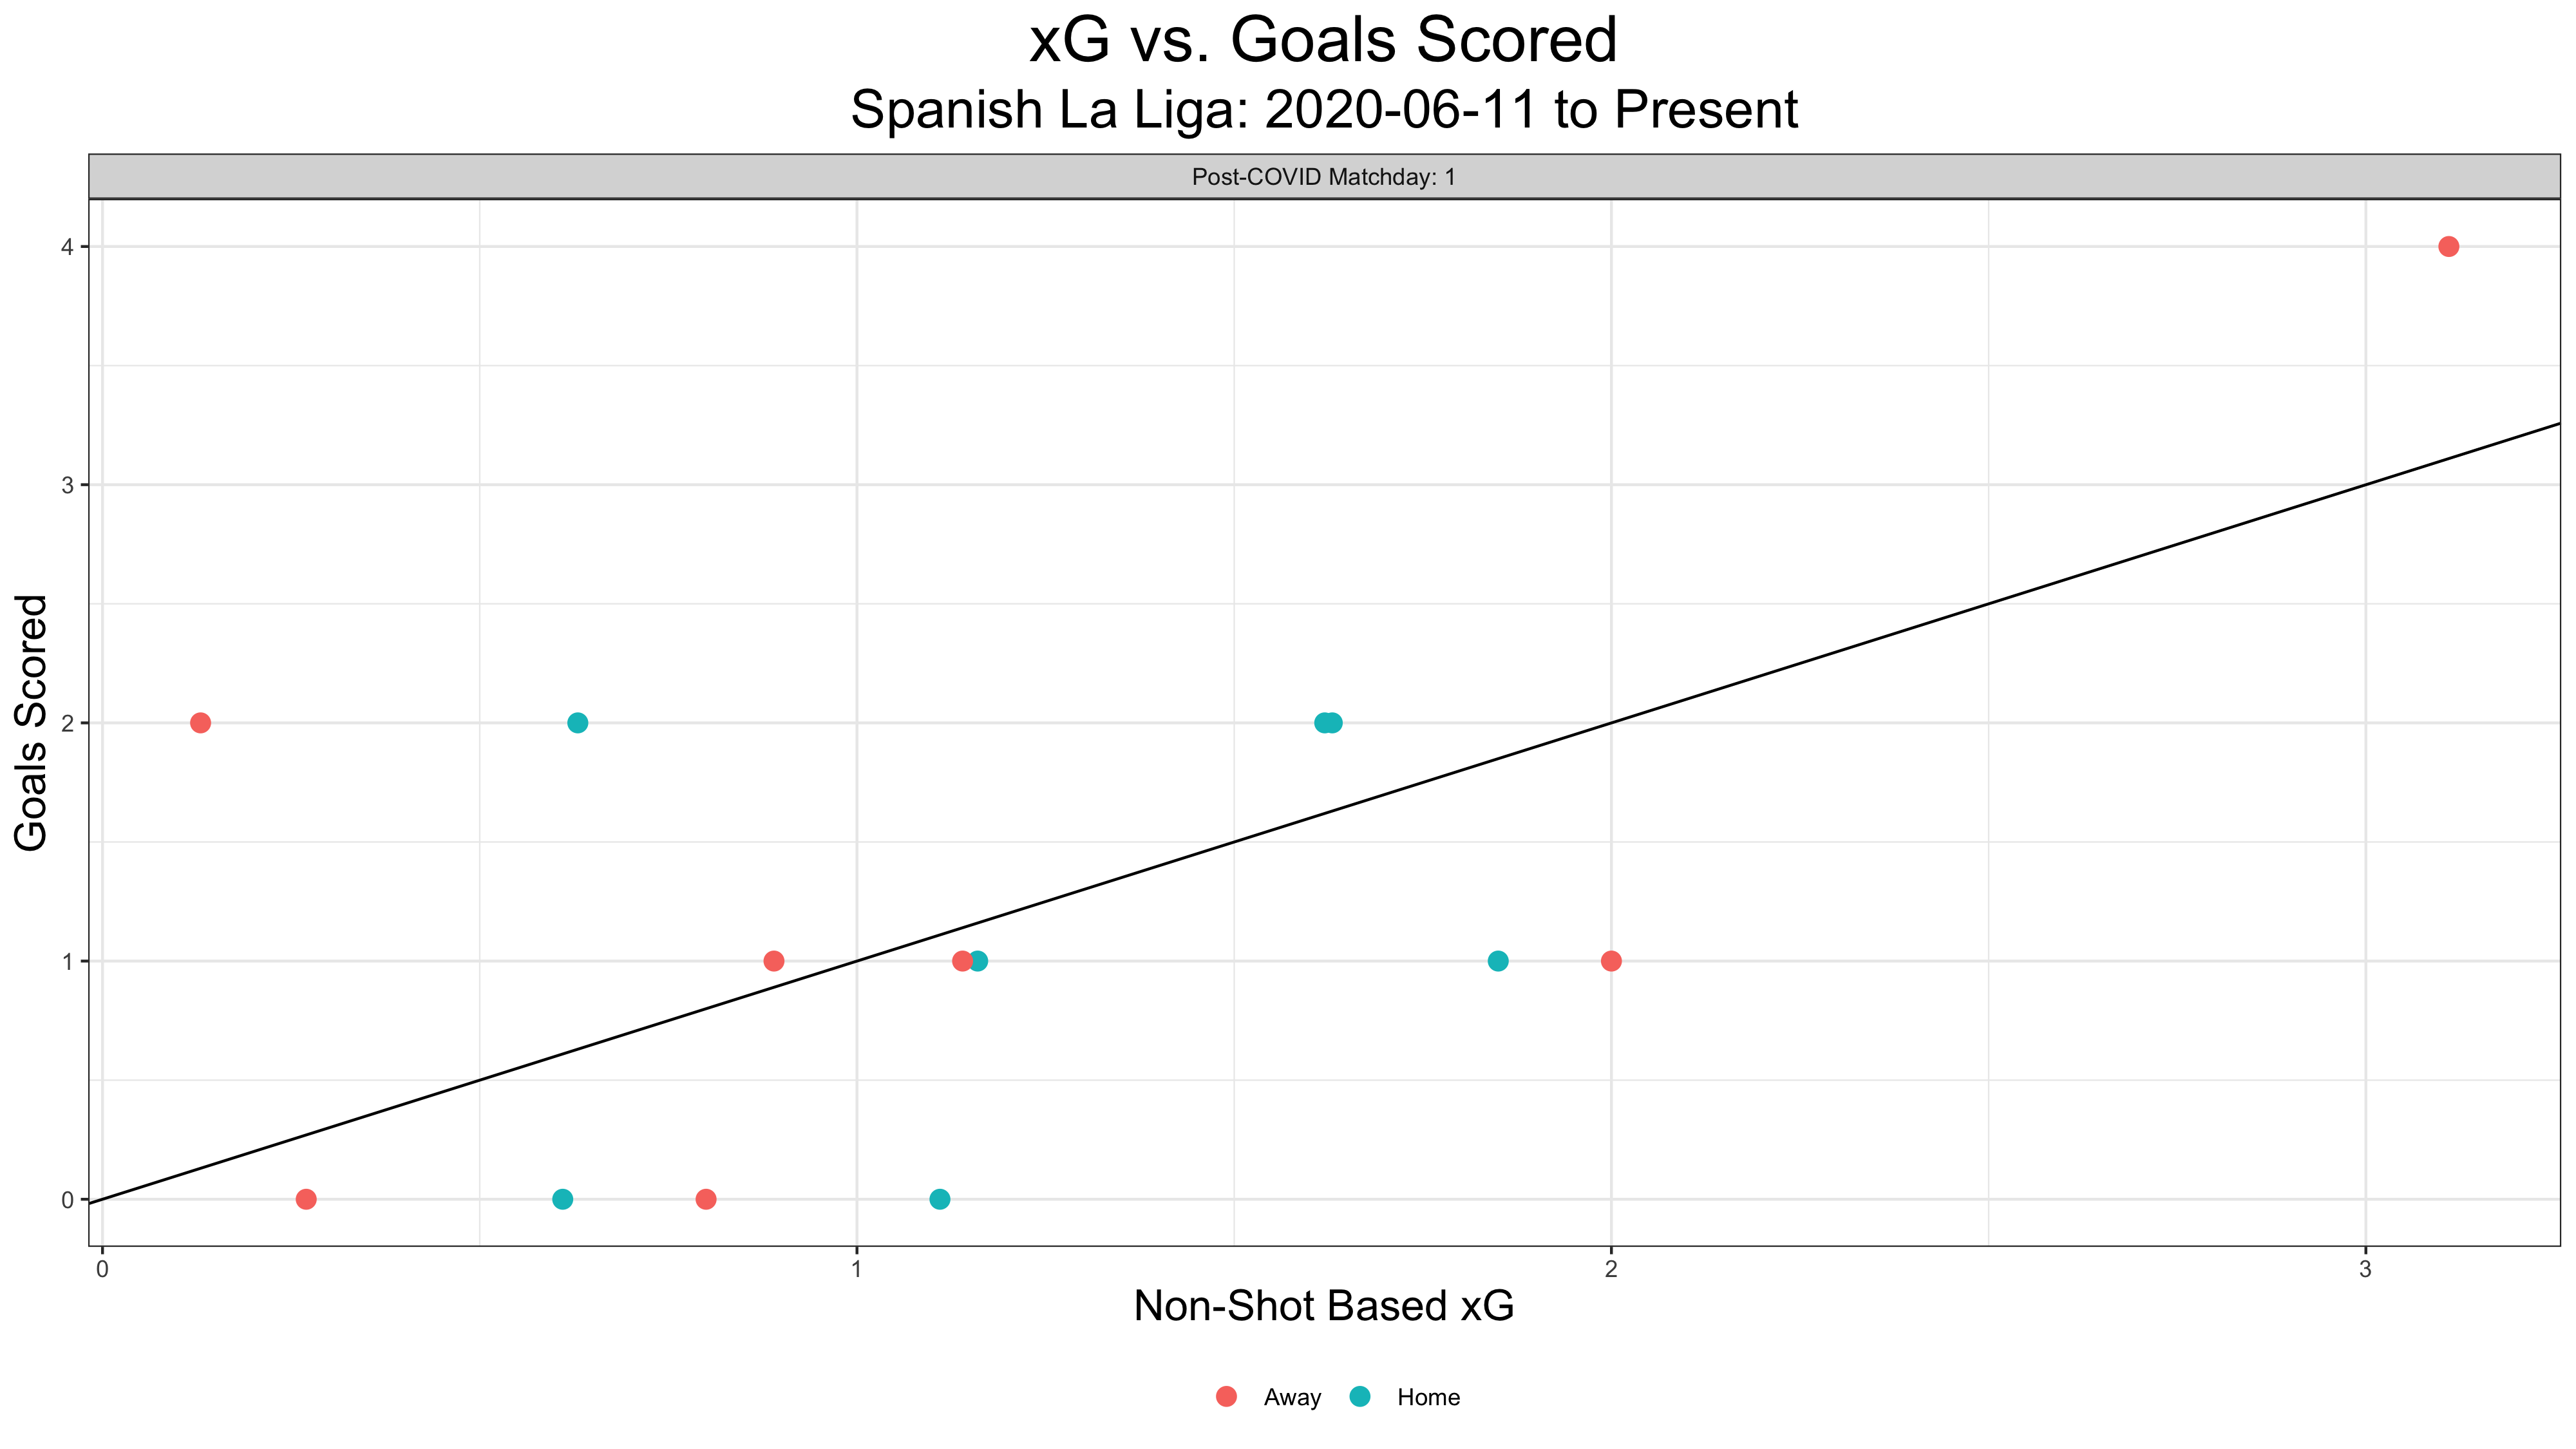 xG vs. Goals Scored
Spanish La Liga: 2020-06-11 to Present
Post-COVID Matchday: 1
Goals Scored
4
3
2
1
0
0 1 2 3
Non-Shot Based xG
Away Home